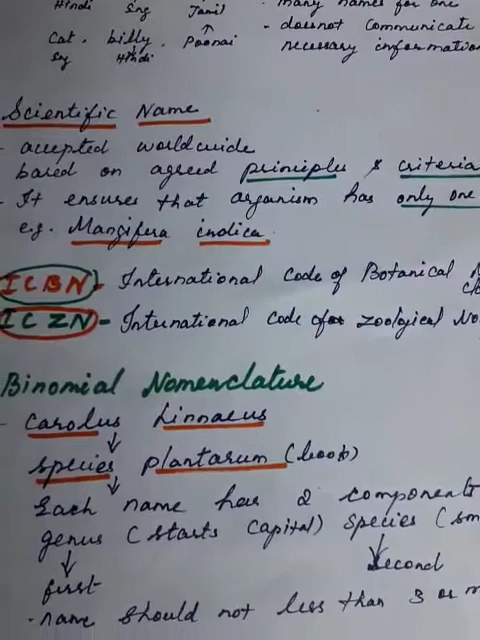 Hindi Eng Tamil many names for one
Cat. billy. Poonai - doesnot communicate
Eng Hindi necessary information
Scientific Name
- accepted worldwide
based on agreed principles & criteria
- It ensures that organism has only one
e.g. Mangifera indica
ICBN - International Code of Botanical N
ICZN - International Code of Zoological No
Binomial Nomenclature
- Carolus Linnaeus
species plantarum (book)
Each name has 2 components
genus (starts capital) species (sm
first second
- name should not less than 3 or m